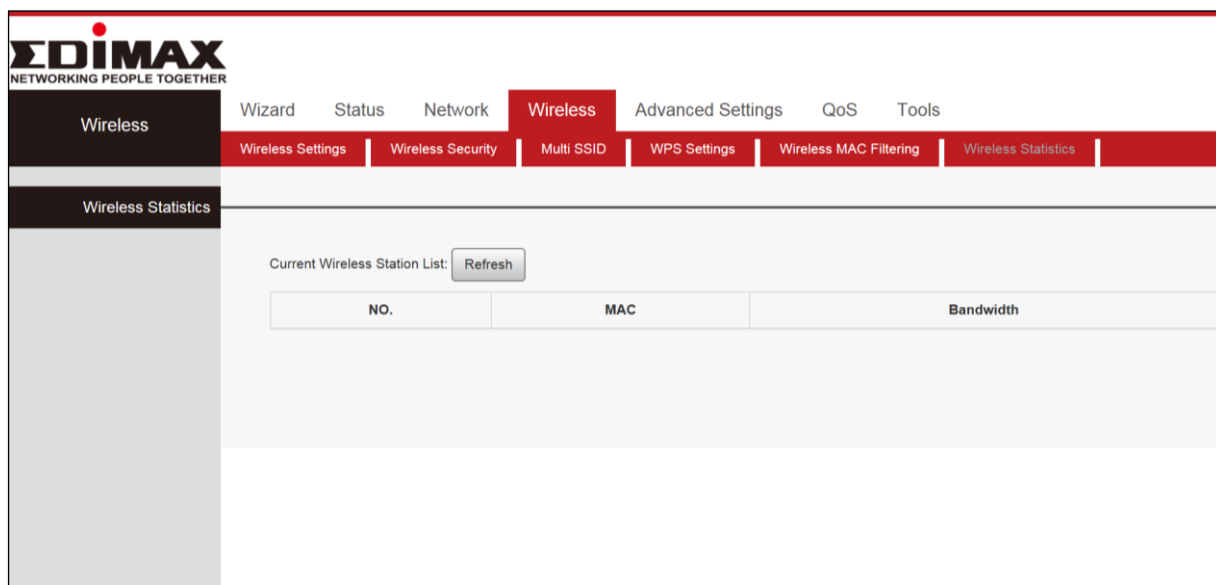 EDIMAX
NETWORKING PEOPLE TOGETHER
Wireless
Wizard Status Network Wireless Advanced Settings QoS Tools
Wireless Settings Wireless Security Multi SSID WPS Settings Wireless MAC Filtering Wireless Statistics
Wireless Statistics
Current Wireless Station List: Refresh
NO. MAC Bandwidth